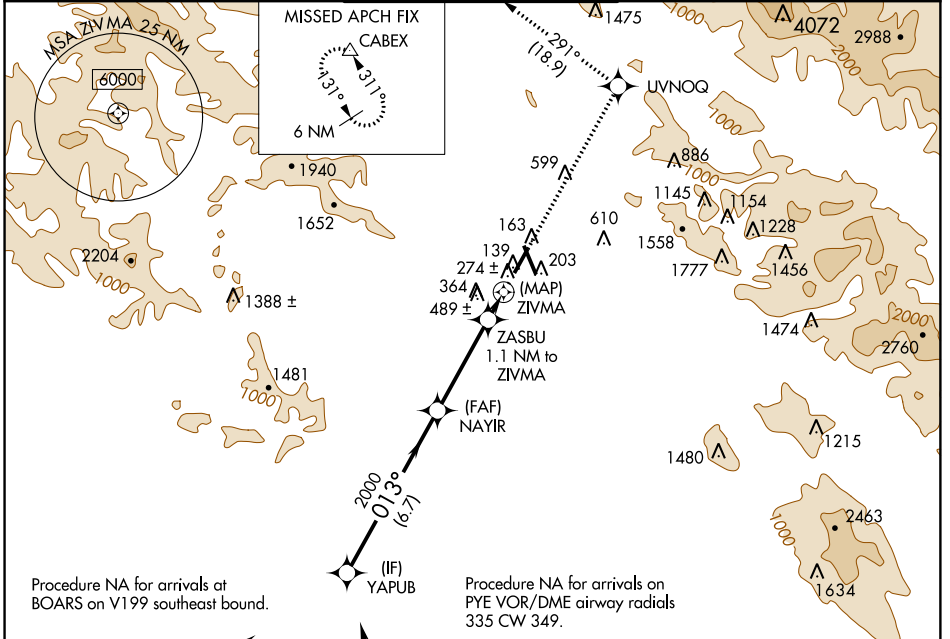 MSA ZIVMA 25 NM
6000
MISSED APCH FIX
CABEX
131°
311°
6 NM
1475
291°
(18.9)
UVNOQ
1000
4072
2988
2000
1940
1652
599
886
1000
1000
1145
1154
1228
1558
1777
1456
610
163
139
274 ±
203
364
489 ±
(MAP)
ZIVMA
ZASBU
1.1 NM to
ZIVMA
2204
1000
1388 ±
1481
1000
1474
2000
2760
(FAF)
NAYIR
1215
1480
2000
013°
(6.7)
2463
1000
1634
(IF)
YAPUB
Procedure NA for arrivals at
BOARS on V199 southeast bound.
Procedure NA for arrivals on
PYE VOR/DME airway radials
335 CW 349.